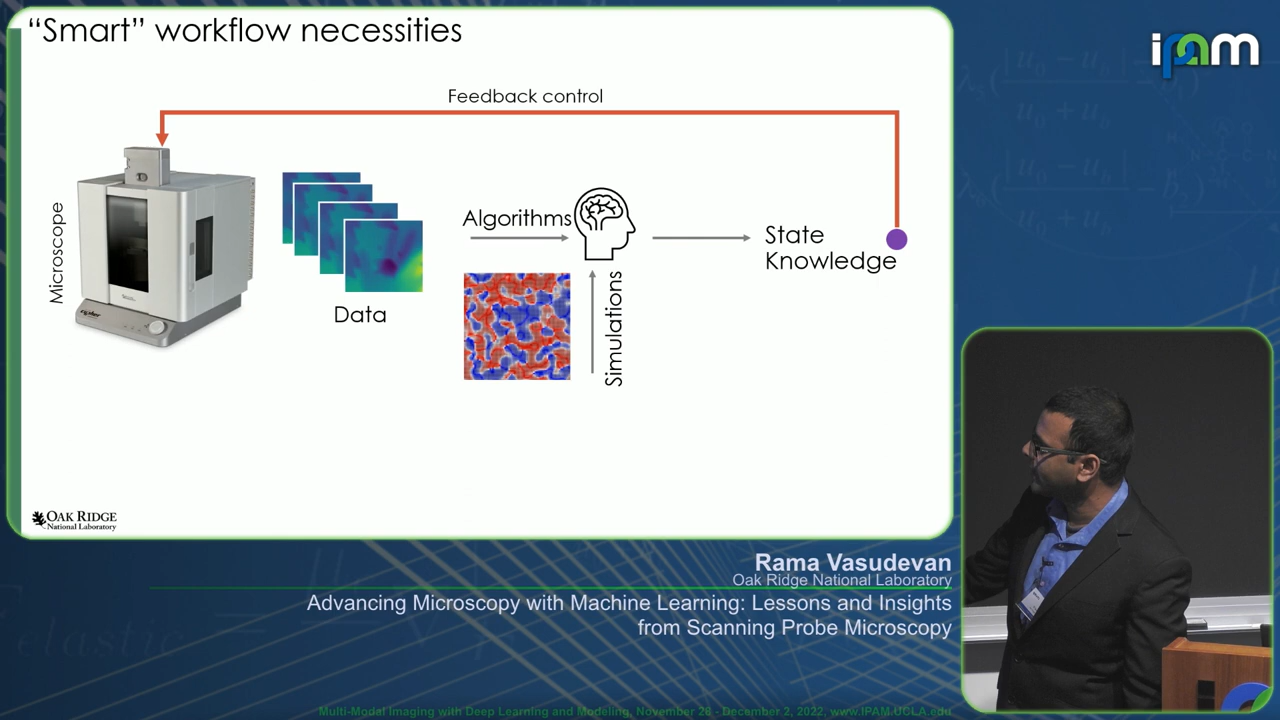 “Smart” workflow necessities
ipam
Feedback control
Microscope
Algorithms
State
Knowledge
Data
Simulations
OAK RIDGE
National Laboratory
Rama Vasudevan
Oak Ridge National Laboratory
Advancing Microscopy with Machine Learning: Lessons and Insights
from Scanning Probe Microscopy
Multi-Modal Imaging with Deep Learning and Modeling, November 28 - December 2, 2022, www.IPAM.UCLA.edu